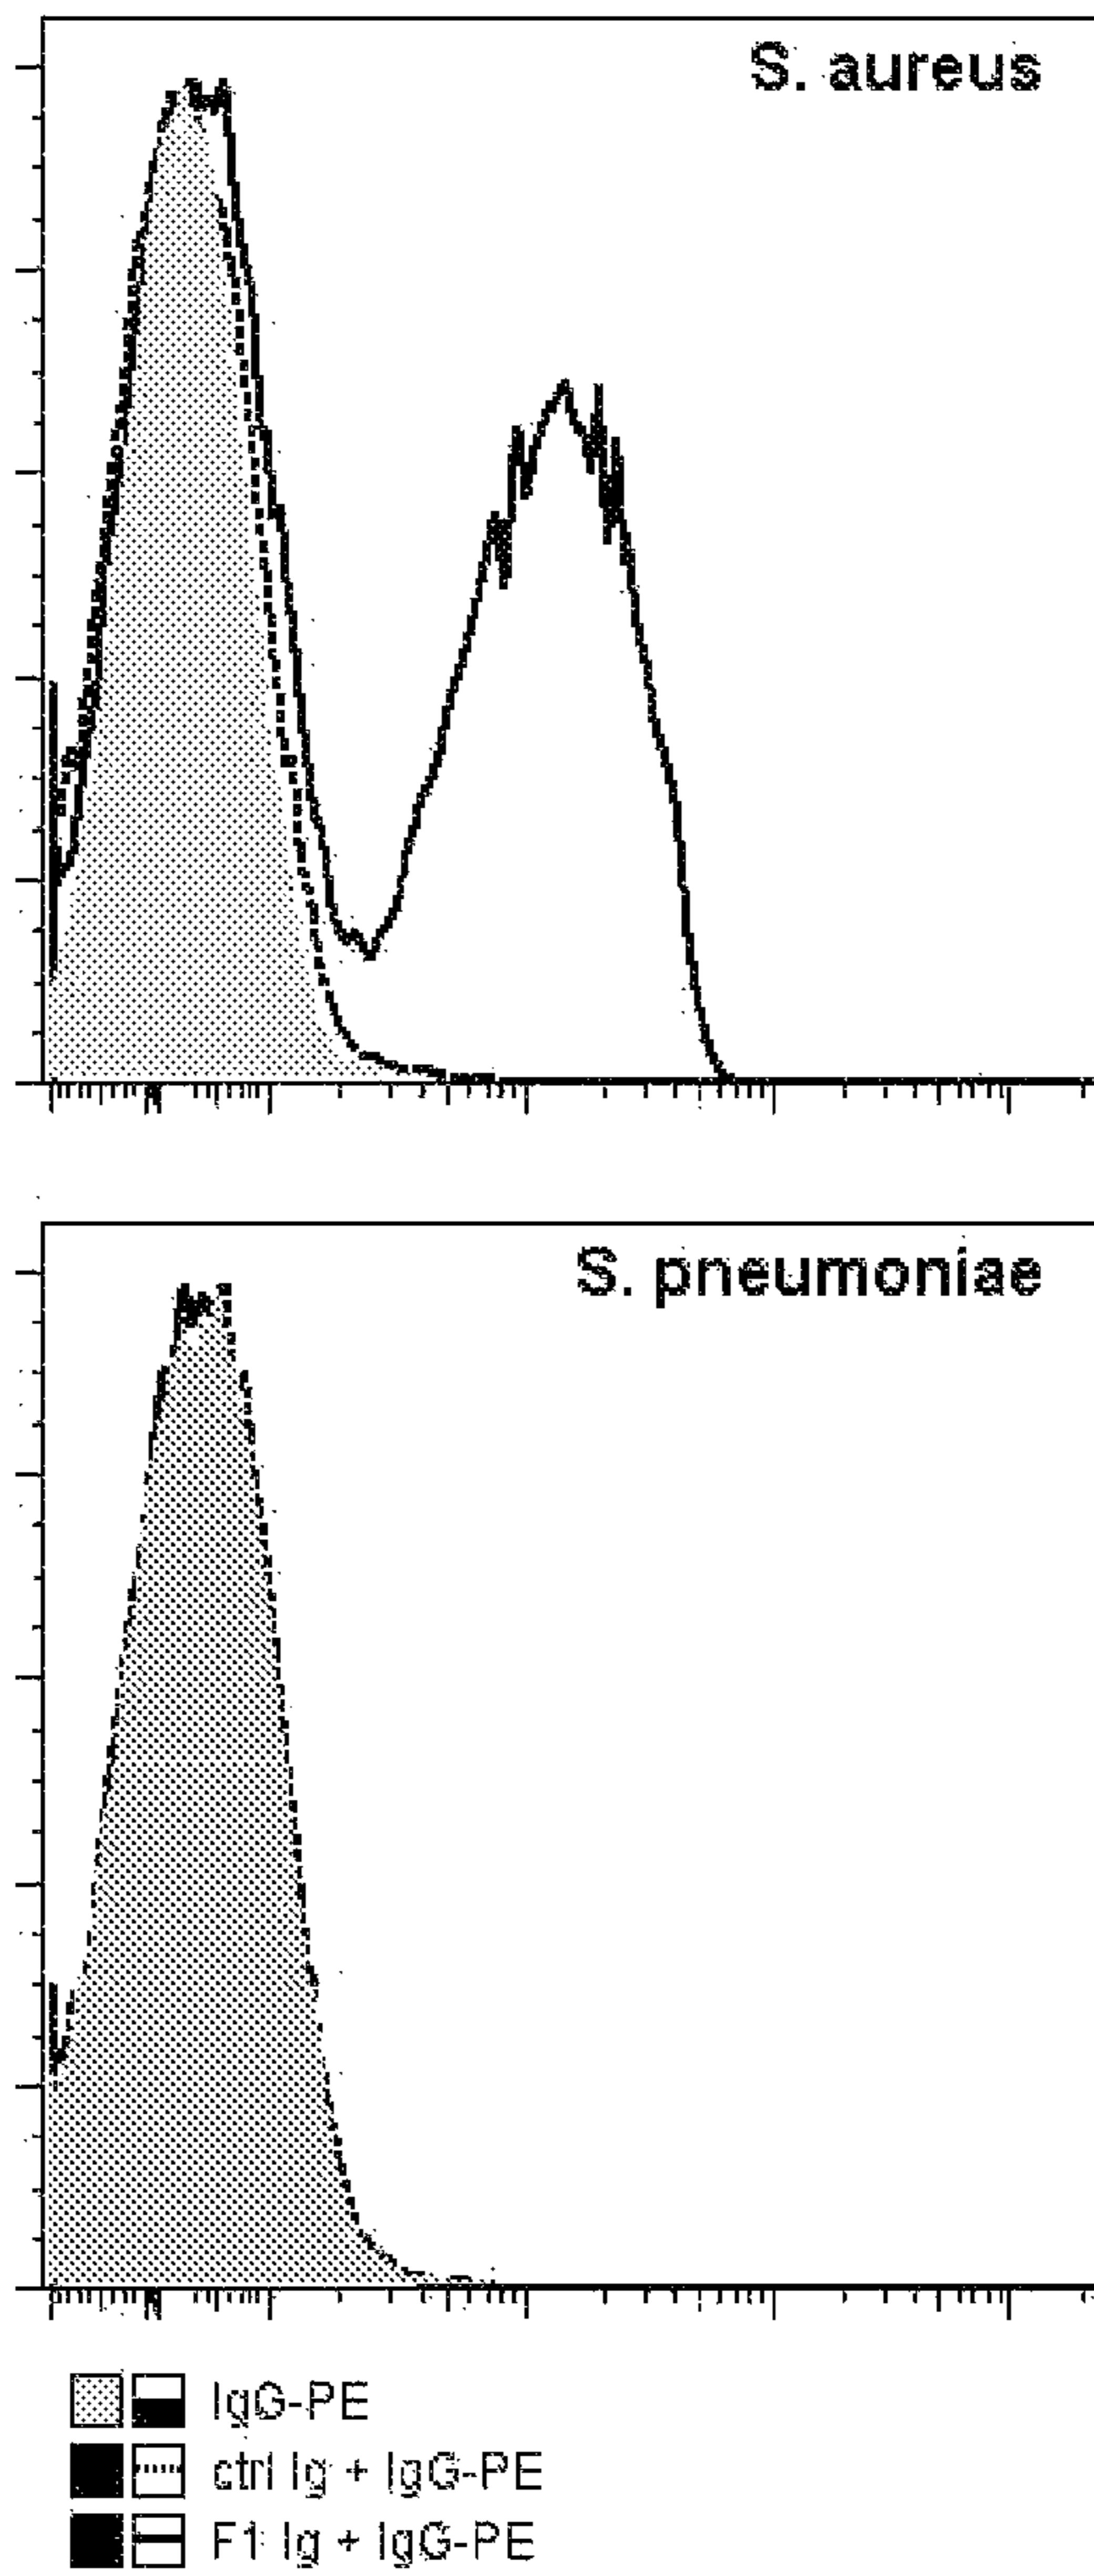 S. aureus
S. pneumoniae
IgG-PE
ctrl Ig + IgG-PE
F1 Ig + IgG-PE